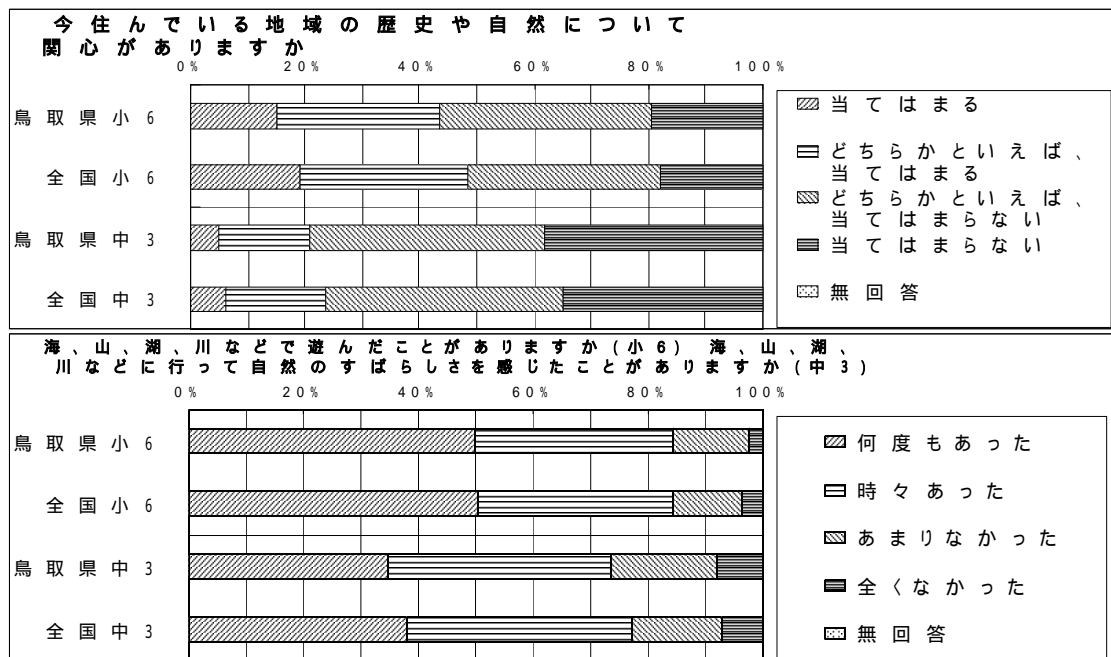 今住んでいる地域の歴史や自然について
関心がありますか
0% 20% 40% 60% 80% 100%
鳥取県小6
全国小6
鳥取県中3
全国中3
当てはまる
どちらかといえば、
当てはまる
どちらかといえば、
当てはまらない
当てはまらない
無回答
海、山、湖、川などで遊んだことがありますか(小6) 海、山、湖、
川などに行って自然のすばらしさを感じたことがありますか(中3)
0% 20% 40% 60% 80% 100%
鳥取県小6
全国小6
鳥取県中3
全国中3
何度もあった
時々あった
あまりなかった
全くなかった
無回答